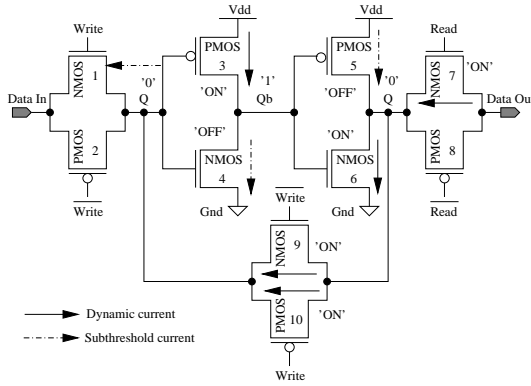 Vdd Vdd
Write Read
PMOS PMOS
1 '0' 3 '1' 5 '0' 7 'ON'
NMOS NMOS
Data In Q 'ON' Qb 'OFF' Q Data Ou
'OFF' 'ON'
PMOS 2 NMOS NMOS PMOS 8
4 6
Write Gnd Write Gnd Read
NMOS 9 'ON'
PMOS 10 'ON'
Dynamic current
Subthreshold current
Write